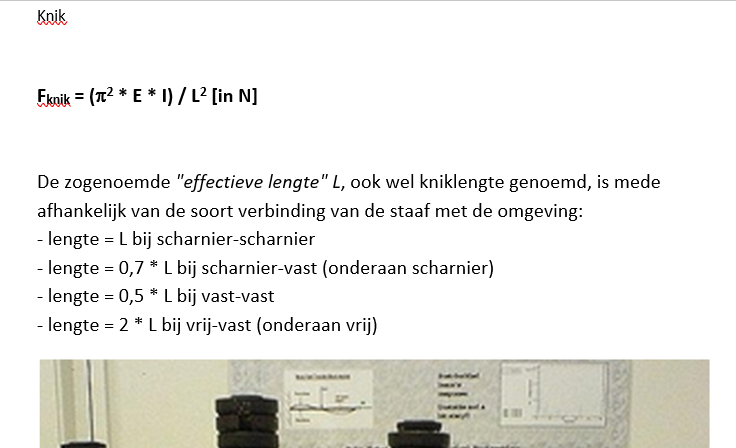 Knik
Fknik = (π² * E * I) / L² [in N]
De zogenoemde "effectieve lengte" L, ook wel kniklengte genoemd, is mede
afhankelijk van de soort verbinding van de staaf met de omgeving:
- lengte = L bij scharnier-scharnier
- lengte = 0,7 * L bij scharnier-vast (onderaan scharnier)
- lengte = 0,5 * L bij vast-vast
- lengte = 2 * L bij vrij-vast (onderaan vrij)